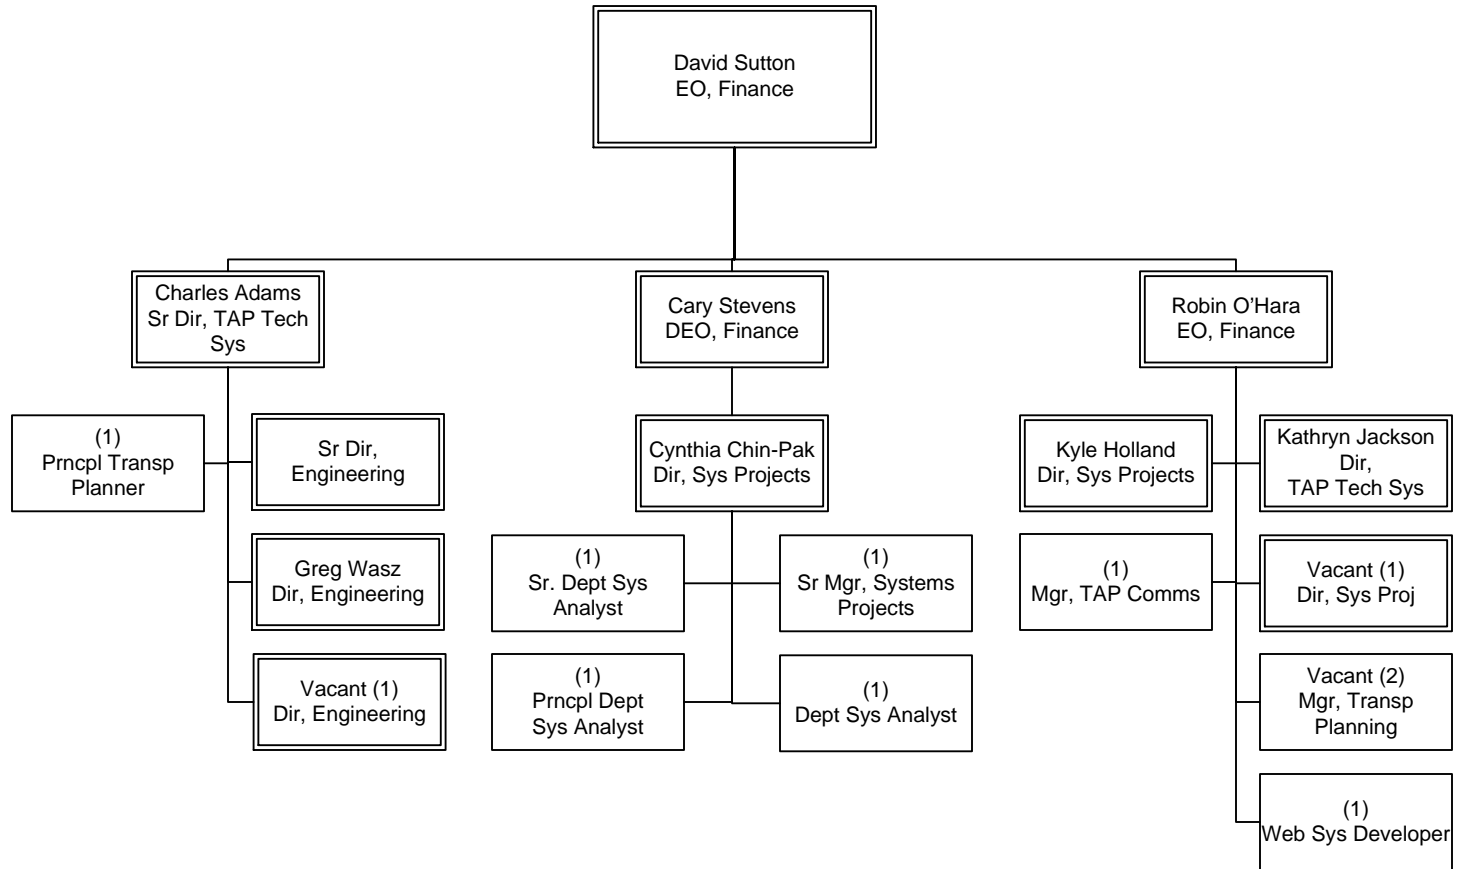 David Sutton
EO, Finance
Charles Adams
Sr Dir, TAP Tech
Sys
Cary Stevens
DEO, Finance
Robin O’Hara
EO, Finance
(1)
Prncpl Transp
Planner
Sr Dir,
Engineering
Cynthia Chin-Pak
Dir, Sys Projects
Kyle Holland
Dir, Sys Projects
Kathryn Jackson
Dir,
TAP Tech Sys
Greg Wasz
Dir, Engineering
(1)
Sr. Dept Sys
Analyst
(1)
Sr Mgr, Systems
Projects
(1)
Mgr, TAP Comms
Vacant (1)
Dir, Sys Proj
Vacant (1)
Dir, Engineering
(1)
Prncpl Dept
Sys Analyst
(1)
Dept Sys Analyst
Vacant (2)
Mgr, Transp
Planning
(1)
Web Sys Developer